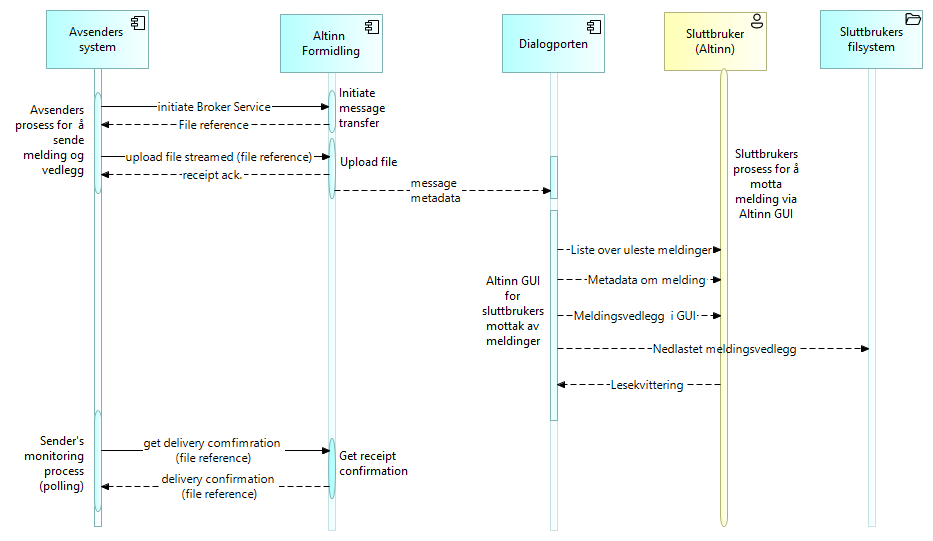 Avsenders
system
Altinn
Formidling
Dialogporten
Sluttbruker
(Altinn)
Sluttbrukers
filsystem
Avsenders
prosess for å
sende
melding og
vedlegg
initiate Broker Service
File reference
Initiate
message
transfer
upload file streamed (file reference)
receipt ack.
Upload file
message
metadata
Sluttbrukers
prosess for å
motta
melding via
Altinn GUI
Altinn GUI
for
sluttbrukers
mottak av
meldinger
Liste over uleste meldinger
Metadata om melding
Meldingsvedlegg i GUI
Nedlastet meldingsvedlegg
Lesekvittering
Sender's
monitoring
process
(polling)
get delivery comfimration
(file reference)
delivery confirmation
(file reference)
Get receipt
confirmation